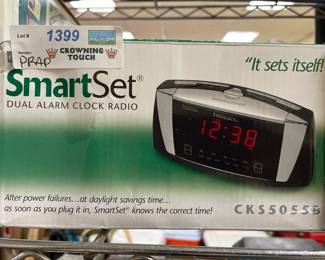 Lot #
1399
Vendor:
PRAP
CROWNING
TOUCH
SmartSet®
DUAL ALARM CLOCK RADIO
"It sets itself!
12:38
After power failures...at daylight savings time...
as soon as you plug it in, SmartSet® knows the correct time!
CKS5055B